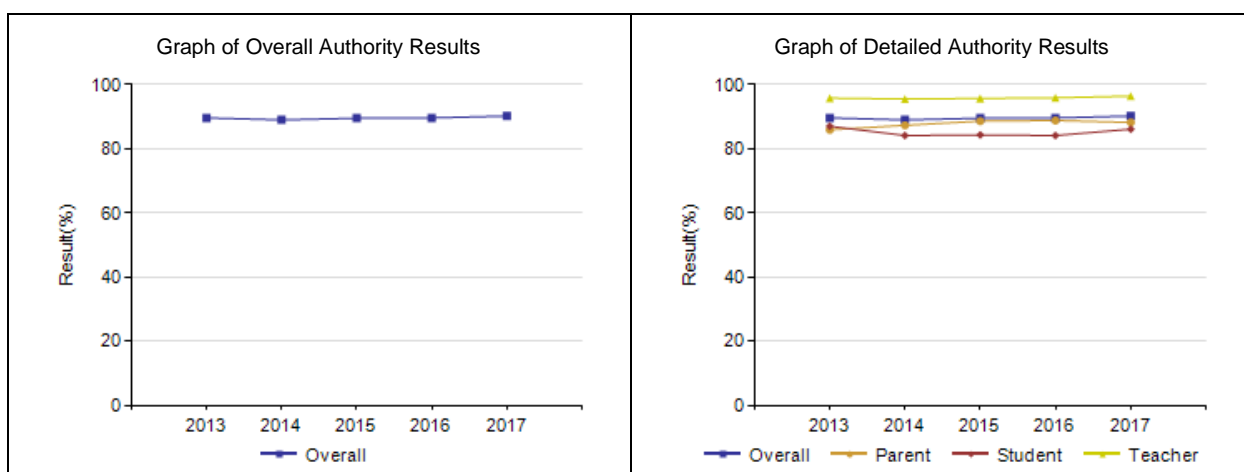 Graph of Overall Authority Results
100
80
60
40
20
0
Result(%)
2013 2014 2015 2016 2017
Overall
Graph of Detailed Authority Results
100
80
60
40
20
0
Result(%)
2013 2014 2015 2016 2017
Overall Parent Student Teacher